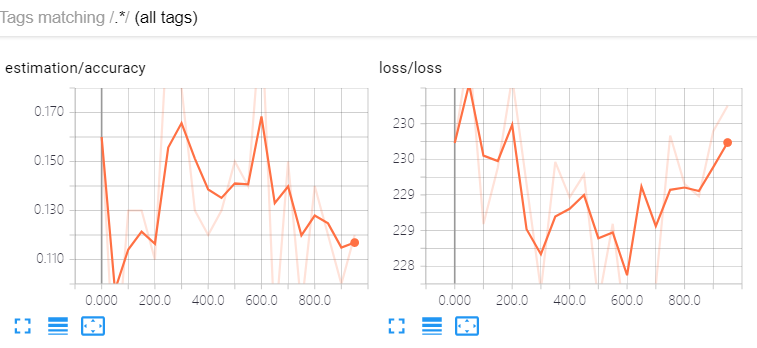 Tags matching /.*/ (all tags)
estimation/accuracy
0.170
0.150
0.130
0.110
0.000 200.0 400.0 600.0 800.0
loss/loss
230
230
229
229
228
0.000 200.0 400.0 600.0 800.0